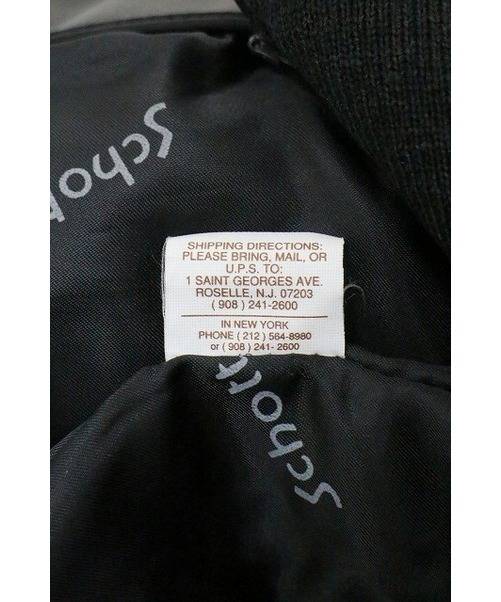 Schott
SHIPPING DIRECTIONS:
PLEASE BRING, MAIL, OR
U.P.S. TO:
1 SAINT GEORGES AVE.
ROSELLE, N.J. 07203
( 908 ) 241-2600
IN NEW YORK
PHONE ( 212 ) 564-8980
or ( 908 ) 241- 2600
Schott